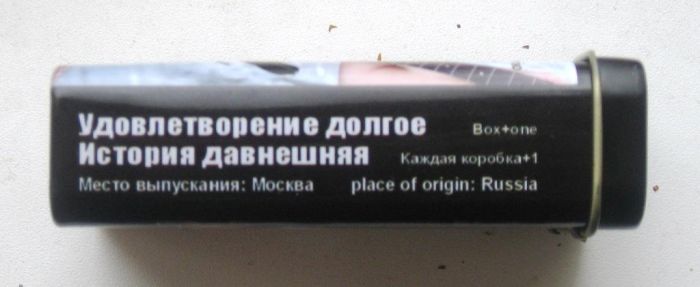 Удовлетворение долгое Box+one
История давнешняя Каждая коробка+1
Место выпускания: Москва place of origin: Russia